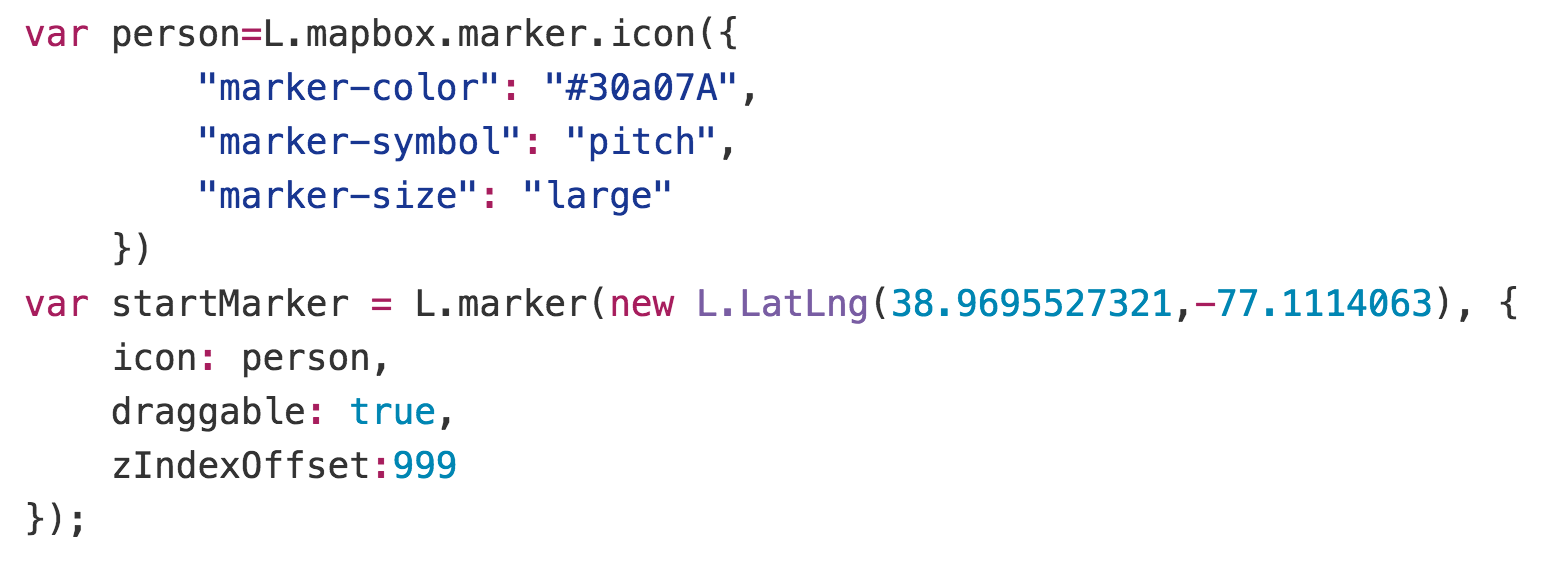 var person=L.mapbox.marker.icon({
        "marker-color": "#30a07A",
        "marker-symbol": "pitch",
        "marker-size": "large"
    })
var startMarker = L.marker(new L.LatLng(38.9695527321,-77.1114063), {
    icon: person,
    draggable: true,
    zIndexOffset:999
});